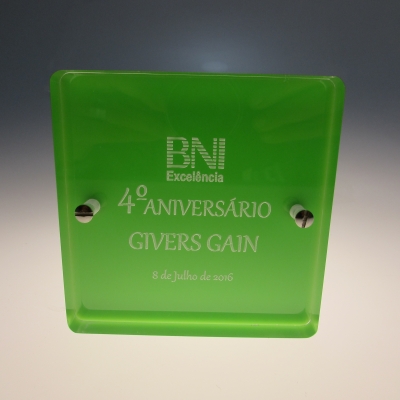 BNI
Excelência
4º ANIVERSÁRIO
GIVERS GAIN
8 de Julho de 2016